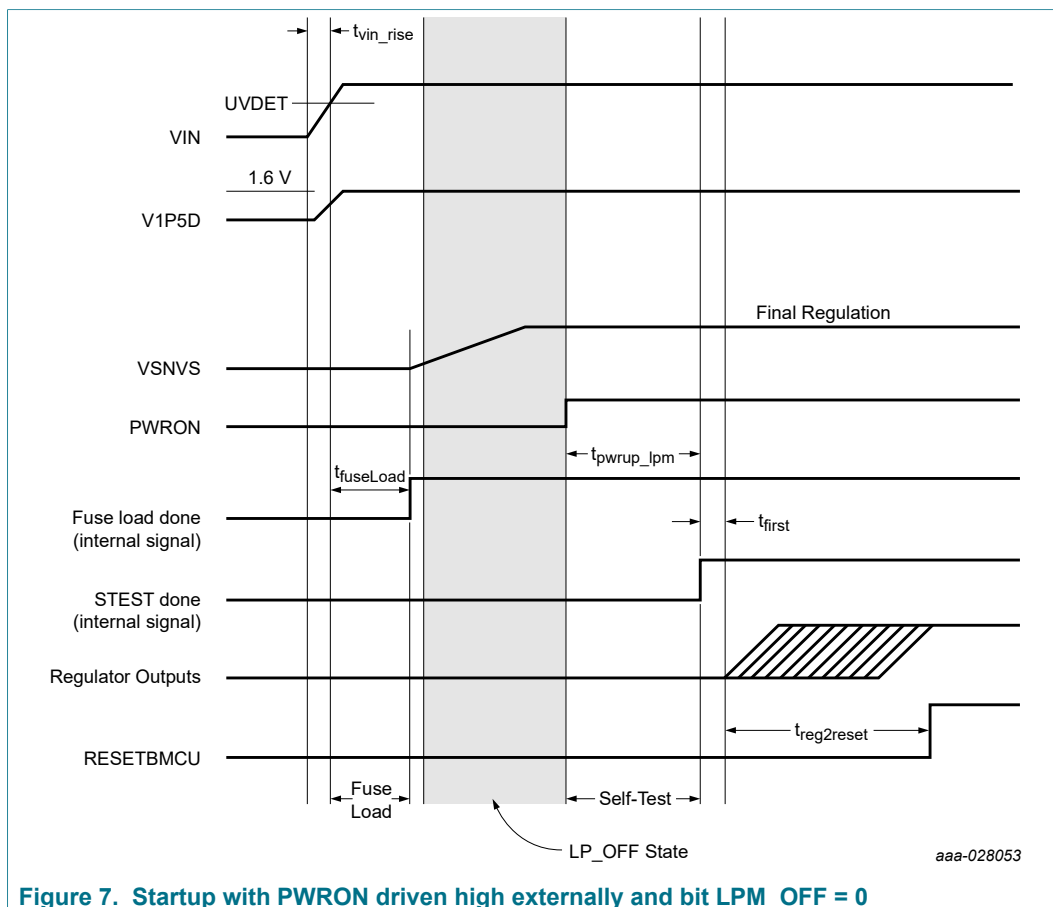 tvin_rise
UVDET
VIN
1.6 V
V1P5D
Final Regulation
VSNVS
PWRON
tpwrup_lpm
tfuseLoad
Fuse load done
(internal signal)
tfirst
STEST done
(internal signal)
Regulator Outputs
treg2reset
RESETBMCU
Fuse
Load
Self-Test
LP_OFF State
aaa-028053
Figure 7. Startup with PWRON driven high externally and bit LPM_OFF = 0